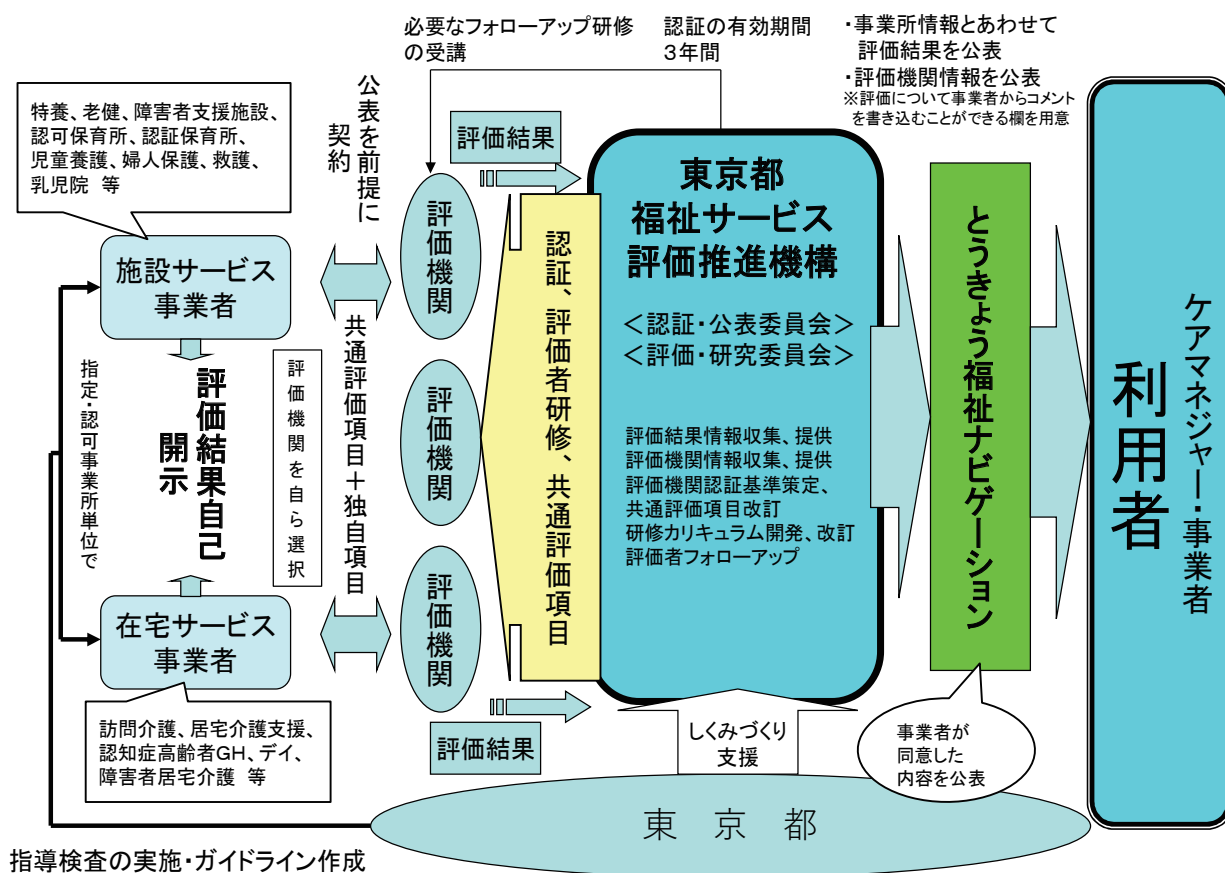 必要なフォローアップ研修
の受講
認証の有効期間
３年間
・事業所情報とあわせて
評価結果を公表
・評価機関情報を公表
※評価について事業者からコメント
を書き込むことができる欄を用意
特養、老健、障害者支援施設、
認可保育所、認証保育所、
児童養護、婦人保護、救護、
乳児院　等
公表を前提に
契約
評価結果
施設サービス
事業者
評価機関
東京都
福祉サービス
評価推進機構
＜認証・公表委員会＞
＜評価・研究委員会＞
評価結果情報収集、提供
評価機関情報収集、提供
評価機関認証基準策定、
共通評価項目改訂
研修カリキュラム開発、改訂
評価者フォローアップ
認証、評価者研修、共通評価項目
とうきょう福祉ナビゲーション
ケアマネジャー・事業者
利用者
指定・認可事業所単位で
評価結果自己
開示
評価機関を自ら選択
共通評価項目＋独自項目
評価機関
評価機関
在宅サービス
事業者
訪問介護、居宅介護支援、
認知症高齢者GH、デイ、
障害者居宅介護　等
評価結果
しくみづくり
支援
事業者が
同意した
内容を公表
東　京　都
指導検査の実施・ガイドライン作成